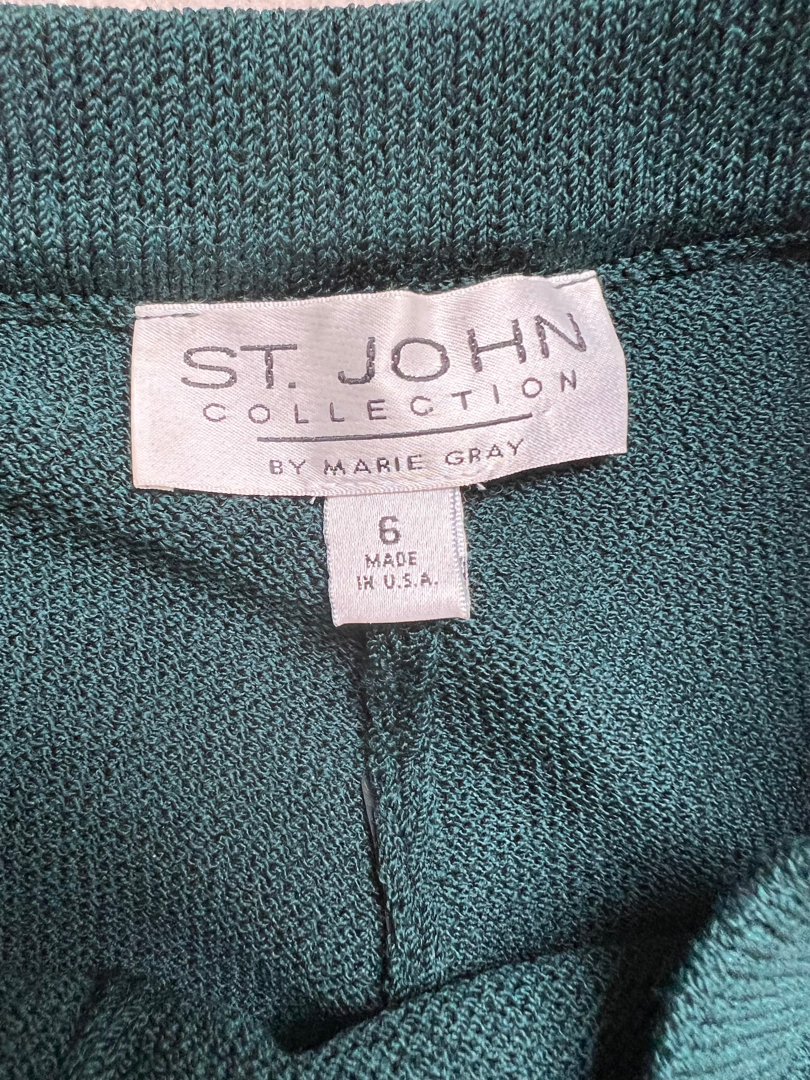 ST. JOHN
COLLECTION
BY MARIE GRAY
6
MADE
IN U.S.A.